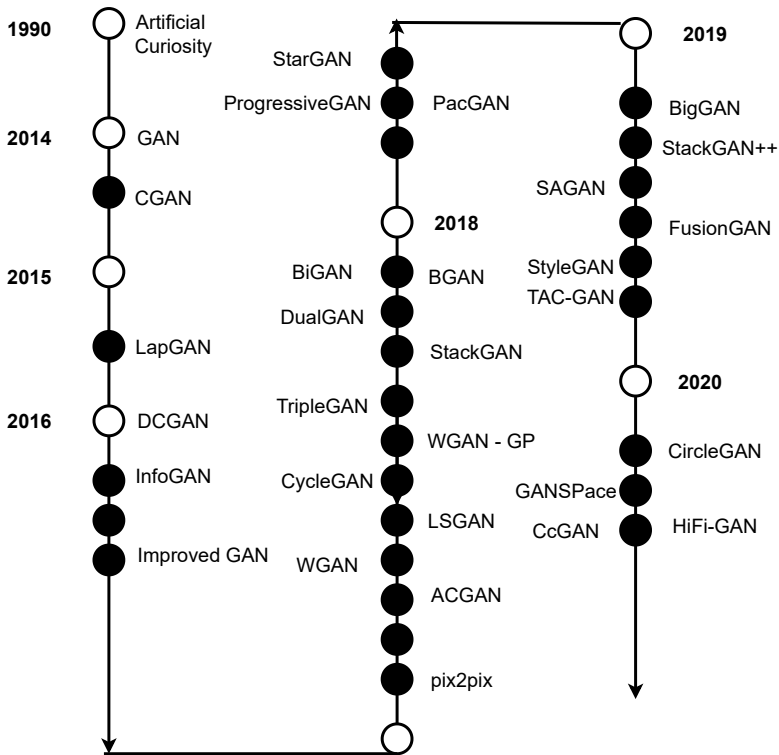 1990
Artificial
Curiosity
2014
GAN
CGAN
2015
LapGAN
2016
DCGAN
InfoGAN
Improved GAN
StarGAN
ProgressiveGAN
PacGAN
2018
BiGAN
BGAN
DualGAN
StackGAN
TripleGAN
WGAN - GP
CycleGAN
LSGAN
WGAN
ACGAN
pix2pix
2019
BigGAN
StackGAN++
SAGAN
FusionGAN
StyleGAN
TAC-GAN
2020
CircleGAN
GANSPace
CcGAN
HiFi-GAN